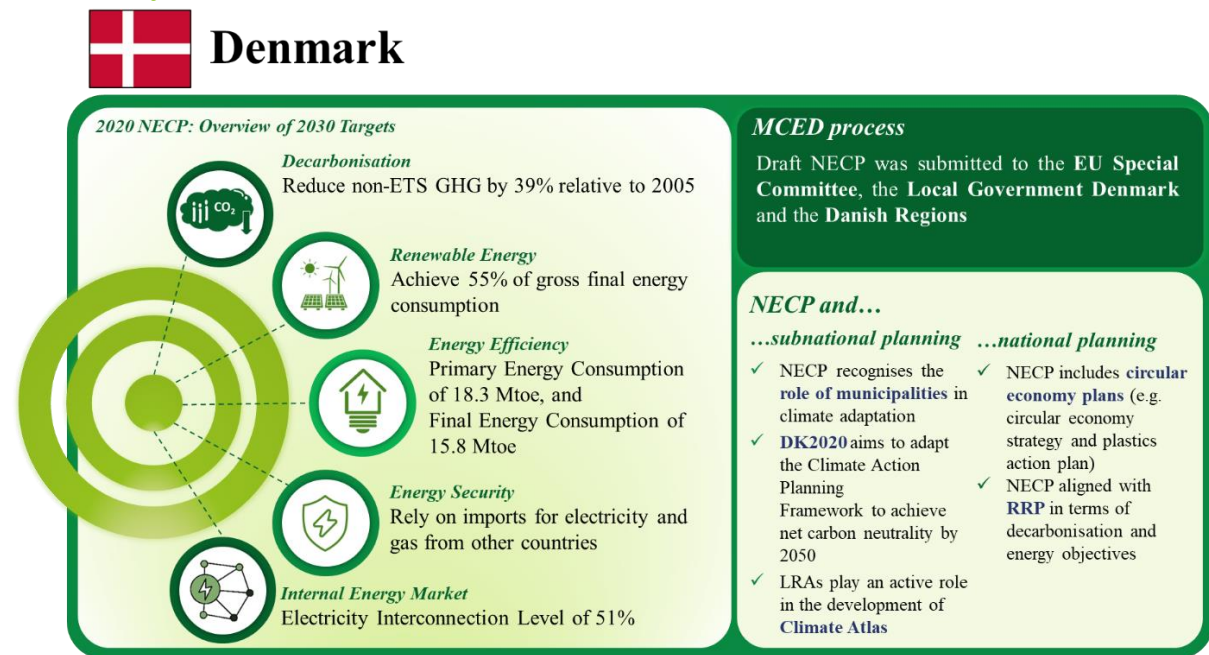 Denmark
2020 NECP: Overview of 2030 Targets
Decarbonisation
Reduce non-ETS GHG by 39% relative to 2005
CO2
Renewable Energy
Achieve 55% of gross final energy
consumption
Energy Efficiency
Primary Energy Consumption
of 18.3 Mtoe, and
Final Energy Consumption of
15.8 Mtoe
Energy Security
Rely on imports for electricity and
gas from other countries
Internal Energy Market
Electricity Interconnection Level of 51%
MCED process
Draft NECP was submitted to the EU Special
Committee, the Local Government Denmark
and the Danish Regions
NECP and…
…subnational planning
✓ NECP recognises the
role of municipalities in
climate adaptation
✓ DK2020 aims to adapt
the Climate Action
Planning
Framework to achieve
net carbon neutrality by
2050
✓ LRAs play an active role
in the development of
Climate Atlas
…national planning
✓ NECP includes circular
economy plans (e.g.
circular economy
strategy and plastics
action plan)
✓ NECP aligned with
RRP in terms of
decarbonisation and
energy objectives